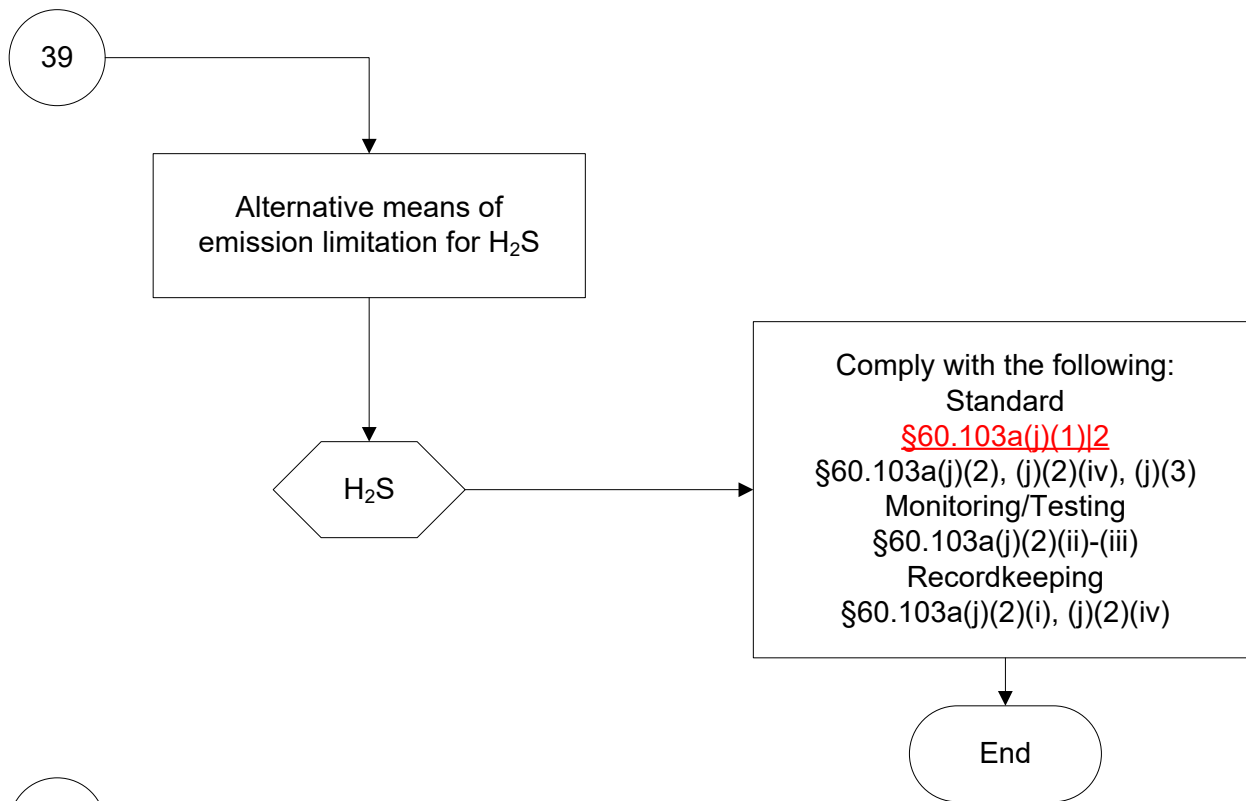 39
Alternative means of
emission limitation for H₂S
H₂S
Comply with the following:
Standard
§60.103a(j)(1)|2
§60.103a(j)(2), (j)(2)(iv), (j)(3)
Monitoring/Testing
§60.103a(j)(2)(ii)-(iii)
Recordkeeping
§60.103a(j)(2)(i), (j)(2)(iv)
End